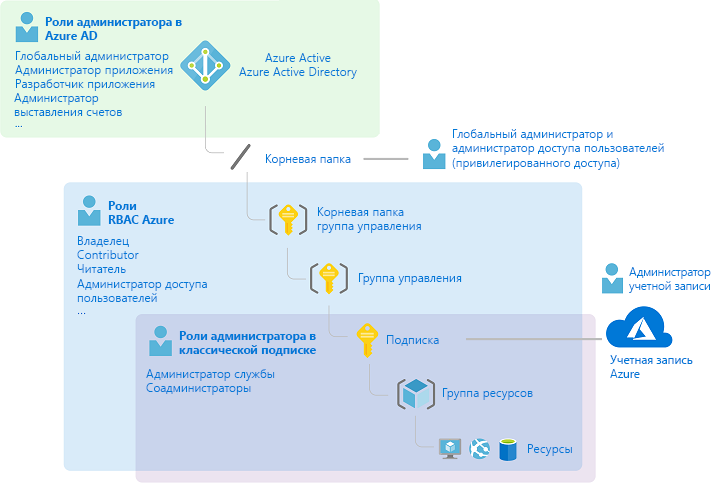 Роли администратора в
Azure AD
Глобальный администратор
Администратор приложения
Разработчик приложения
Администратор
выставления счетов
...
Azure Active
Azure Active Directory
Корневая папка
Глобальный администратор и
администратор доступа пользователей
(привилегированного доступа)
Роли
RBAC Azure
Владелец
Contributor
Читатель
Администратор доступа
пользователей
...
Корневая папка
группа управления
Группа управления
Администратор
учетной записи
Роли администратора в
классической подписке
Администратор службы
Соадминистраторы
Подписка
Учетная запись
Azure
Группа ресурсов
Ресурсы